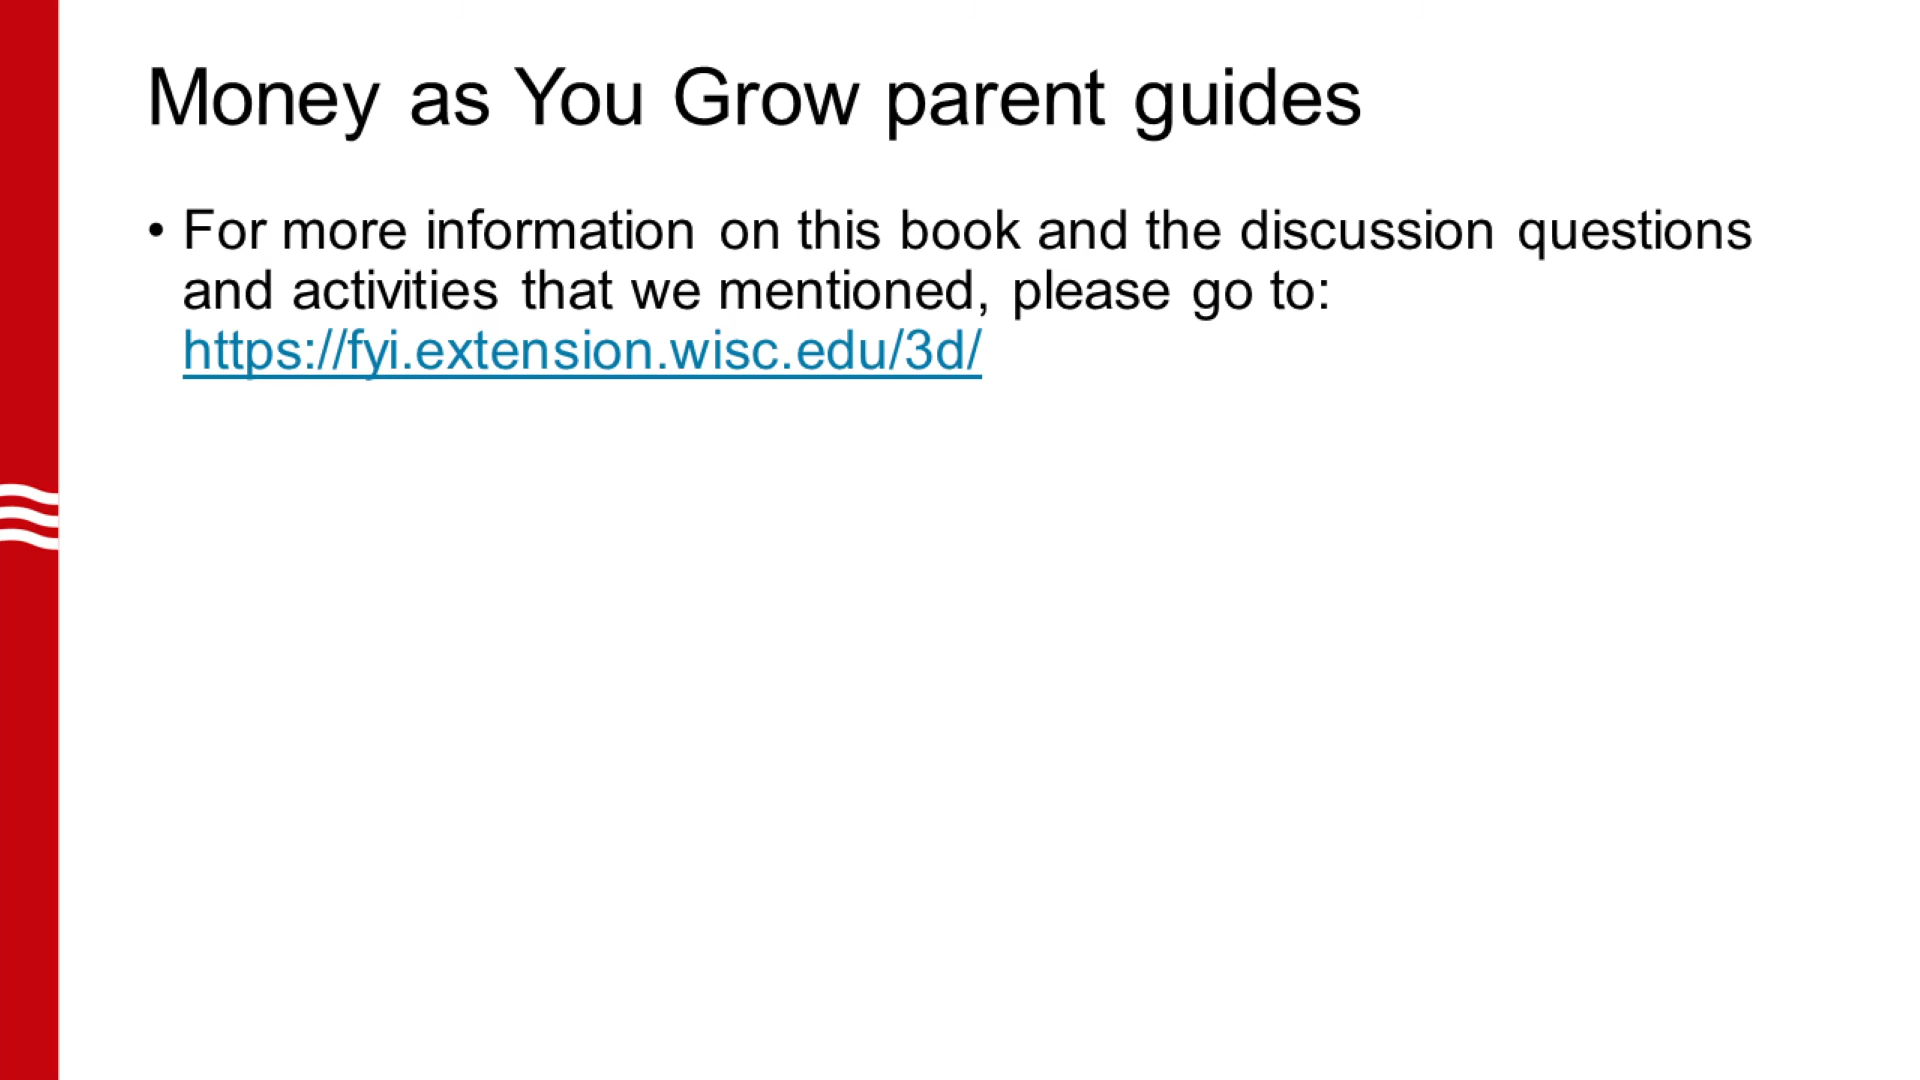 Money as You Grow parent guides
• For more information on this book and the discussion questions
and activities that we mentioned, please go to:
https://fyi.extension.wisc.edu/3d/